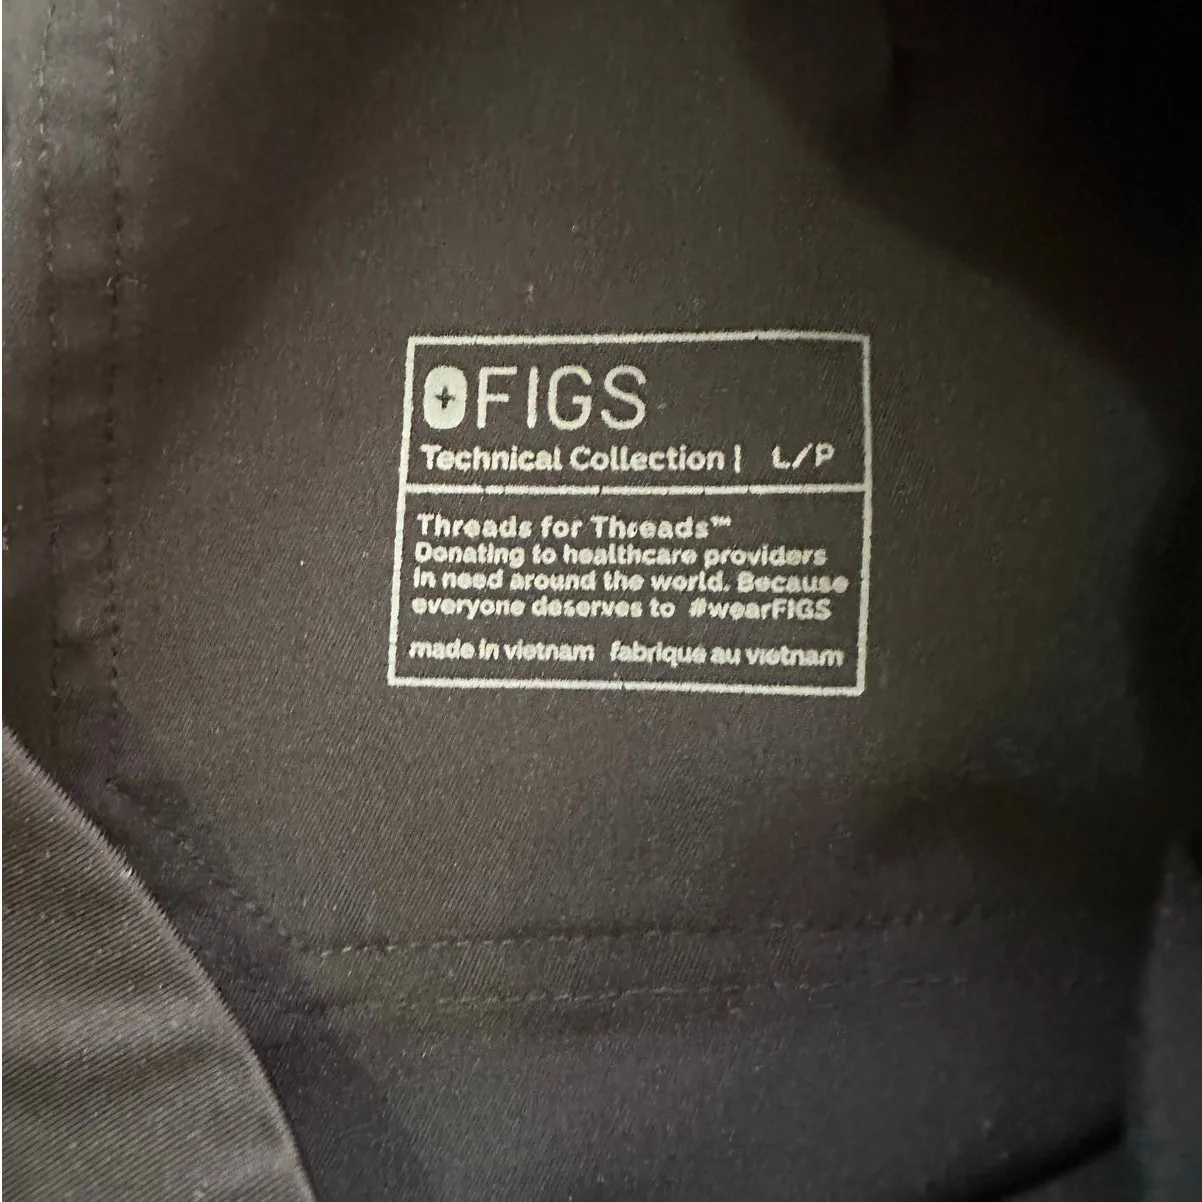 FIGS
Technical Collection | L/P
Threads for Threads™
Donating to healthcare providers
in need around the world. Because
everyone deserves to #wearFIGS
made in vietnam fabrique au vietnam